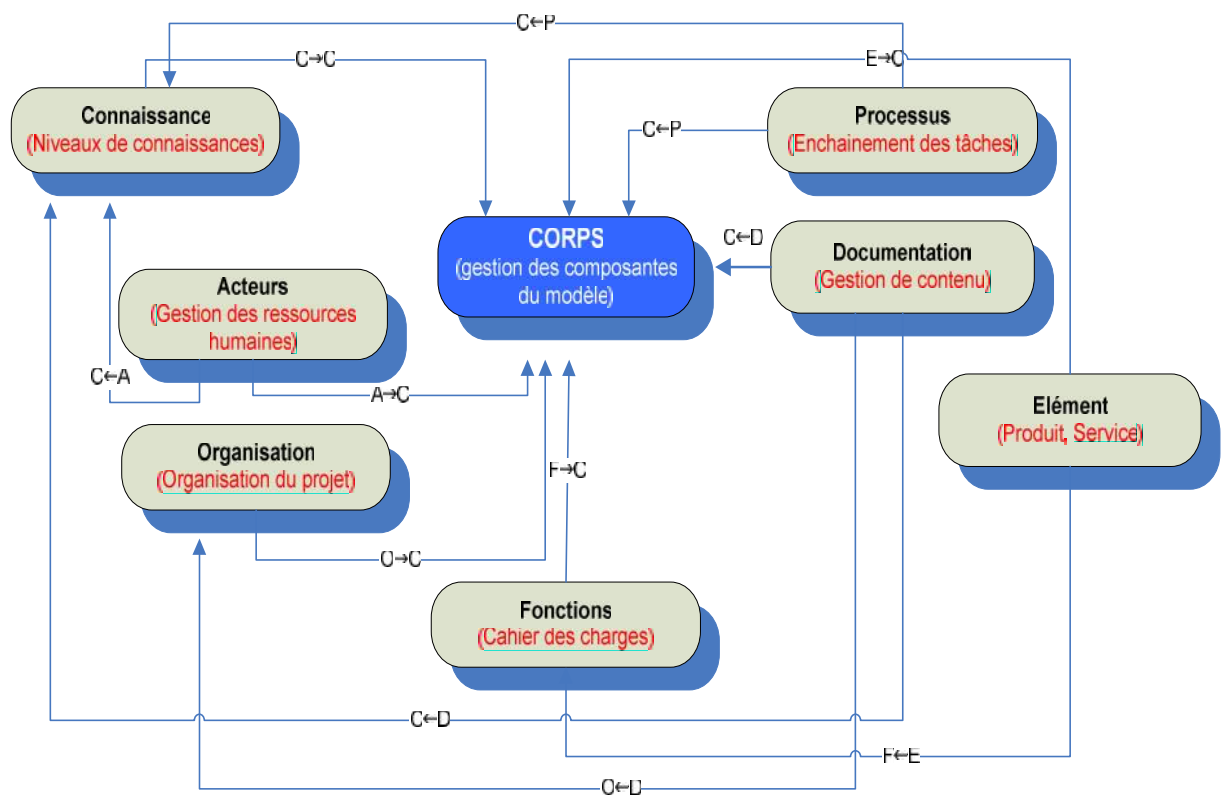 C←P
C→C
E→C
Connaissance
(Niveaux de connaissances)
Processus
(Enchainement des tâches)
C←P
CORPS
(gestion des composantes
du modèle)
C←D
Documentation
(Gestion de contenu)
Acteurs
(Gestion des ressources
humaines)
C←A
A→C
Elément
(Produit, Service)
Organisation
(Organisation du projet)
F→C
O→C
Fonctions
(Cahier des charges)
C←D
F←E
O←D